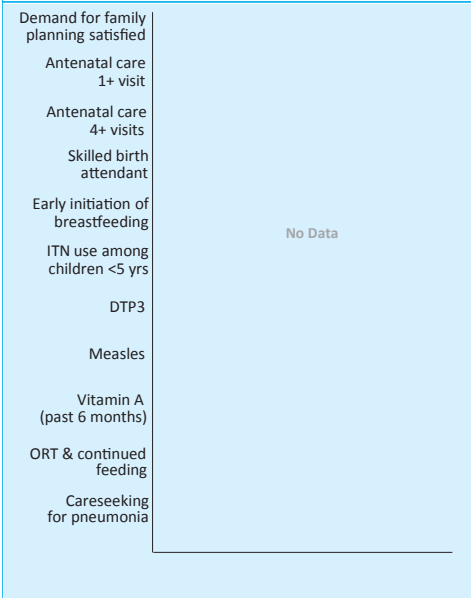 Demand for family
planning satisfied
Antenatal care
1+ visit
Antenatal care
4+ visits
Skilled birth
attendant
Early initiation of
breastfeeding
No Data
ITN use among
children <5 yrs
DTP3
Measles
Vitamin A
(past 6 months)
ORT & continued
feeding
Careseeking
for pneumonia